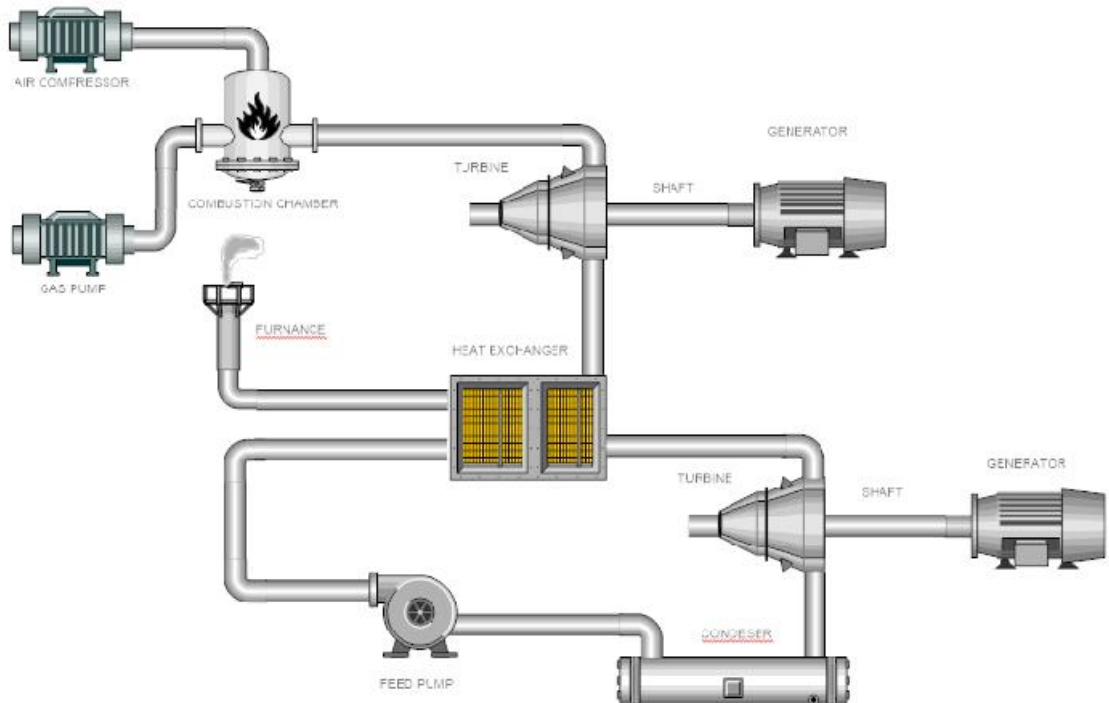 AIR COMPRESSOR
GENERATOR
TURBINE
SHAFT
COMBUSTION CHAMBER
GAS PUMP
FURNANCE
HEAT EXCHANGER
GENERATOR
TURBINE
SHAFT
CONDESER
FEED PUMP